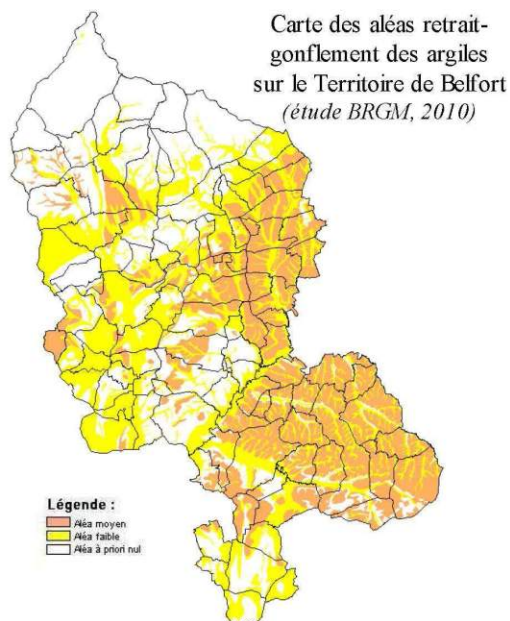 Carte des aléas retrait-
gonflement des argiles
sur le Territoire de Belfort
(étude BRGM, 2010)
Légende :
Aléa moyen
Aléa faible
Aléa à priori nul